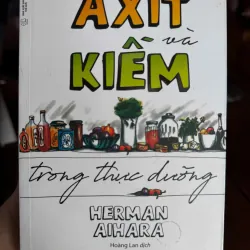 AXIT
và
KIỀM
trong thực dưỡng
HERMAN
AIHARA
Hoàng Lan dịch